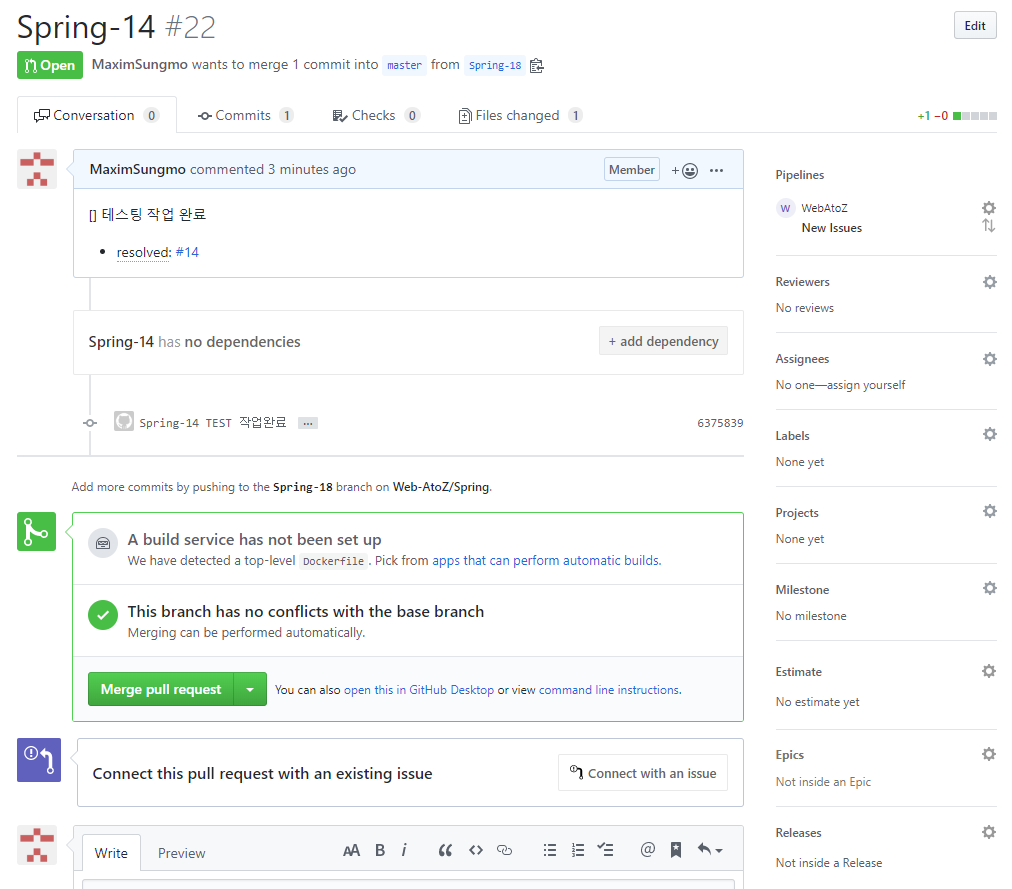 Spring-14 #22
Edit
Open MaximSungmo wants to merge 1 commit into master from Spring-18
Conversation 0 Commits 1 Checks 0 Files changed 1 +1 −0
MaximSungmo commented 3 minutes ago Member
[] 테스팅 작업 완료
resolved: #14
Spring-14 has no dependencies + add dependency
Spring-14 TEST 작업완료 … 6375839
Add more commits by pushing to the Spring-18 branch on Web-AtoZ/Spring.
A build service has not been set up
We have detected a top-level Dockerfile. Pick from apps that can perform automatic builds.
This branch has no conflicts with the base branch
Merging can be performed automatically.
Merge pull request You can also open this in GitHub Desktop or view command line instructions.
Connect this pull request with an existing issue Connect with an issue
Write Preview AA B i “ <> @
Pipelines
W WebAtoZ
New Issues
Reviewers
No reviews
Assignees
No one—assign yourself
Labels
None yet
Projects
None yet
Milestone
No milestone
Estimate
No estimate yet
Epics
Not inside an Epic
Releases
Not inside a Release